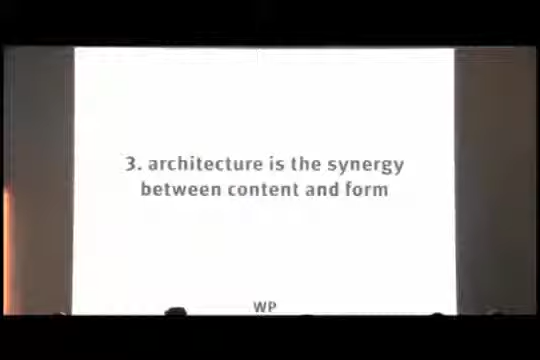 3. architecture is the synergy
between content and form
WP